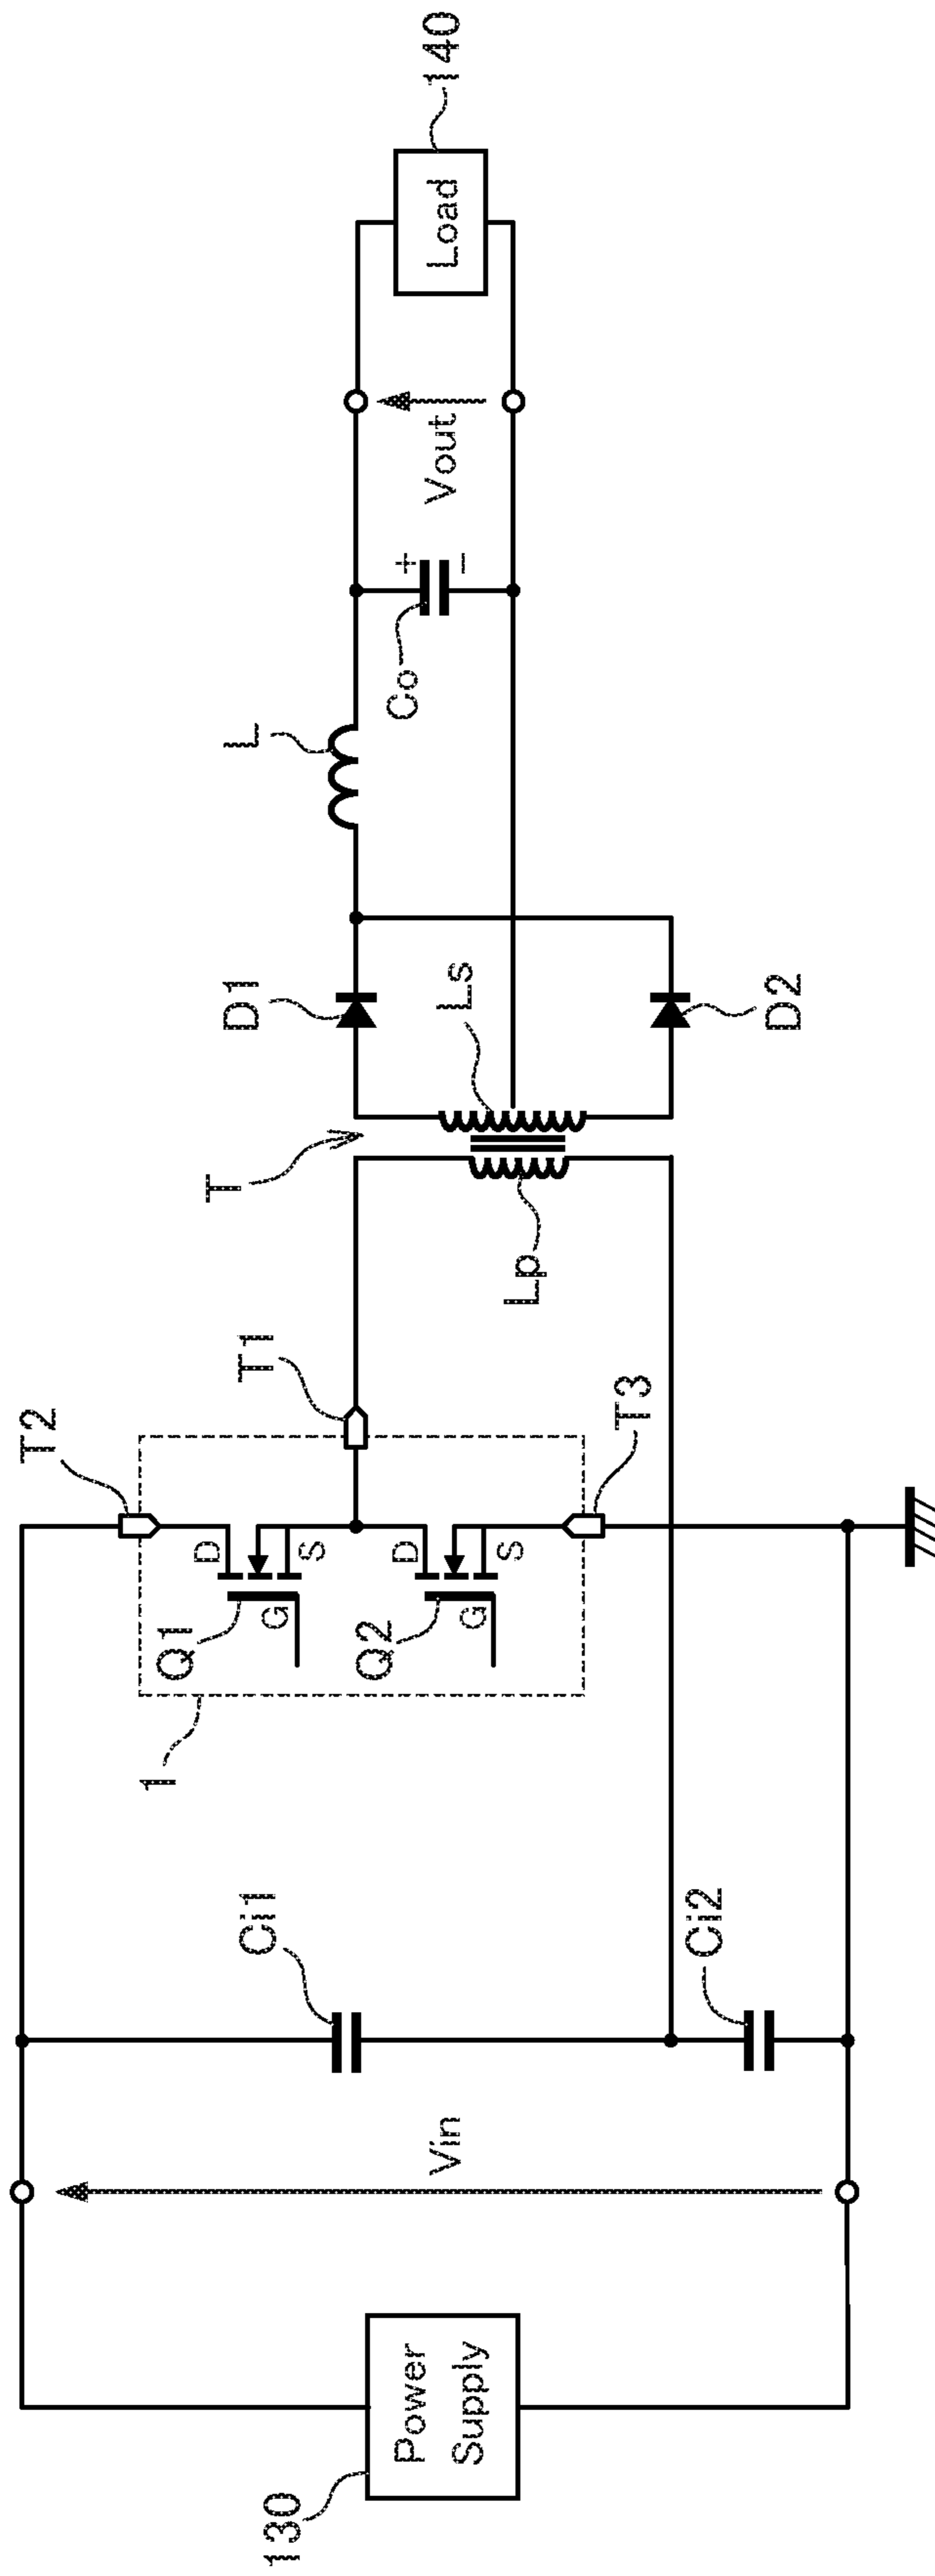 130
Power
Supply
Vin
Ci1
Ci2
1
Q1
D
G
S
Q2
D
G
S
T2
T1
T3
T
Lp
Ls
D1
D2
L
Co
+
−
Vout
Load
140